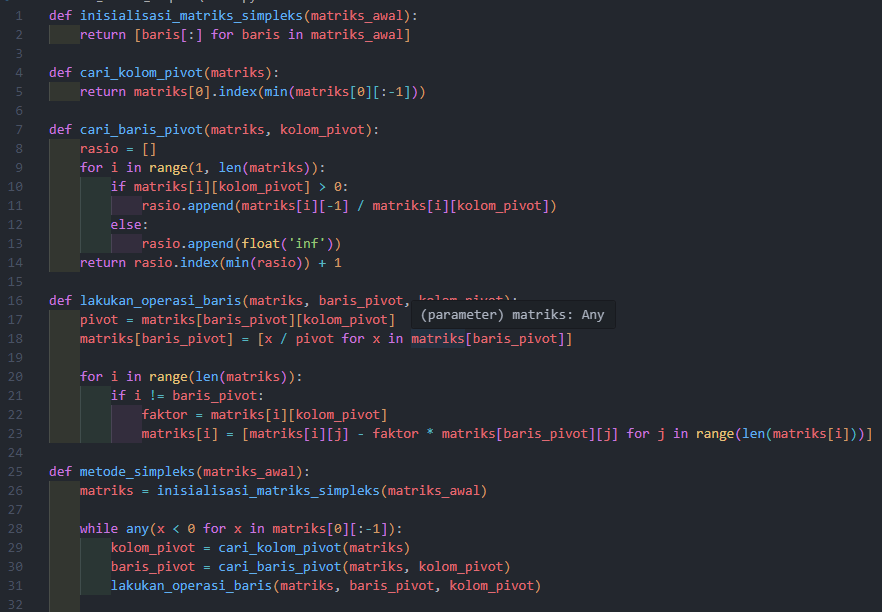 1 def inisialisasi_matriks_simpleks(matriks_awal):
2     return [baris[:] for baris in matriks_awal]
3
4 def cari_kolom_pivot(matriks):
5     return matriks[0].index(min(matriks[0][:-1]))
6
7 def cari_baris_pivot(matriks, kolom_pivot):
8     rasio = []
9     for i in range(1, len(matriks)):
10         if matriks[i][kolom_pivot] > 0:
11             rasio.append(matriks[i][-1] / matriks[i][kolom_pivot])
12         else:
13             rasio.append(float('inf'))
14     return rasio.index(min(rasio)) + 1
15
16 def lakukan_operasi_baris(matriks, baris_pivot, kolom_pivot):
(parameter) matriks: Any
17     pivot = matriks[baris_pivot][kolom_pivot]
18     matriks[baris_pivot] = [x / pivot for x in matriks[baris_pivot]]
19
20     for i in range(len(matriks)):
21         if i != baris_pivot:
22             faktor = matriks[i][kolom_pivot]
23             matriks[i] = [matriks[i][j] - faktor * matriks[baris_pivot][j] for j in range(len(matriks[i]))]
24
25 def metode_simpleks(matriks_awal):
26     matriks = inisialisasi_matriks_simpleks(matriks_awal)
27
28     while any(x < 0 for x in matriks[0][:-1]):
29         kolom_pivot = cari_kolom_pivot(matriks)
30         baris_pivot = cari_baris_pivot(matriks, kolom_pivot)
31         lakukan_operasi_baris(matriks, baris_pivot, kolom_pivot)
32